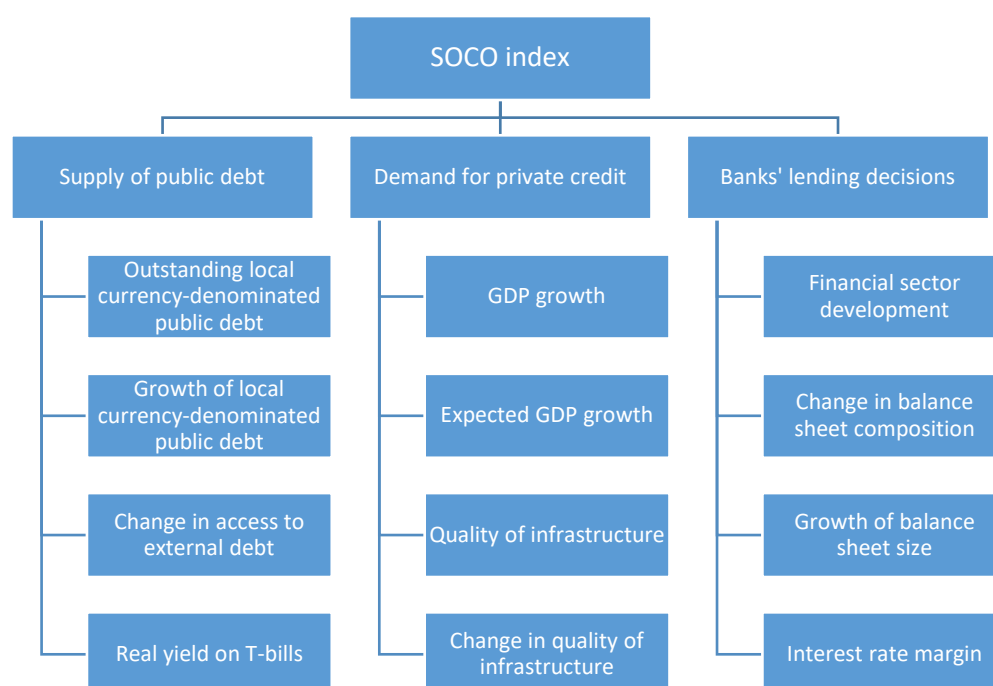 SOCO index
Supply of public debt
Demand for private credit
Banks' lending decisions
Outstanding local
currency-denominated
public debt
GDP growth
Financial sector
development
Growth of local
currency-denominated
public debt
Expected GDP growth
Change in balance
sheet composition
Change in access to
external debt
Quality of infrastructure
Growth of balance
sheet size
Real yield on T-bills
Change in quality of
infrastructure
Interest rate margin